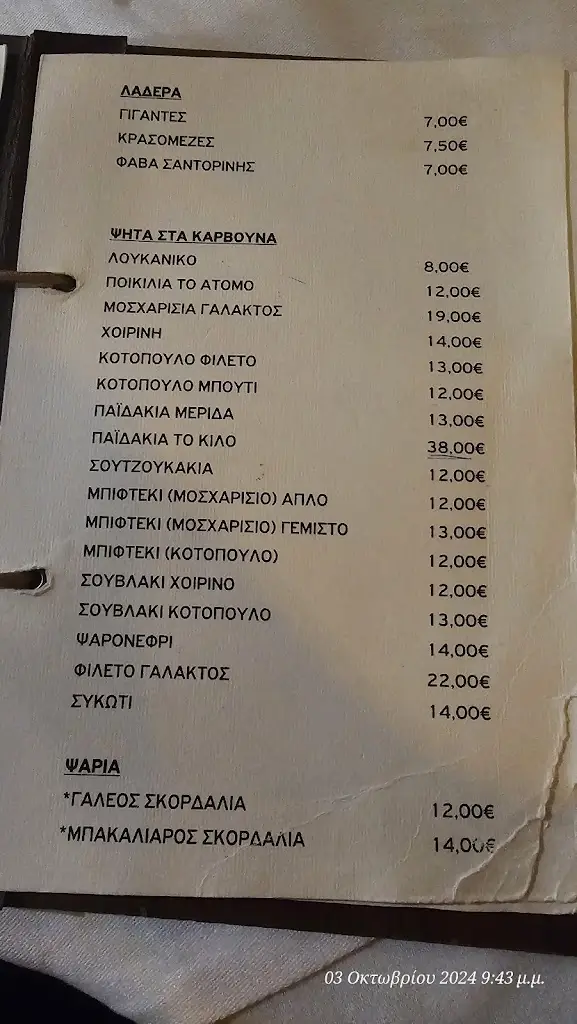 ΛΑΔΕΡΑ
ΓΙΓΑΝΤΕΣ 7,00€
ΚΡΑΣΟΜΕΖΕΣ 7,50€
ΦΑΒΑ ΣΑΝΤΟΡΙΝΗΣ 7,00€
ΨΗΤΑ ΣΤΑ ΚΑΡΒΟΥΝΑ
ΛΟΥΚΑΝΙΚΟ 8,00€
ΠΟΙΚΙΛΙΑ ΤΟ ΑΤΟΜΟ 12,00€
ΜΟΣΧΑΡΙΣΙΑ ΓΑΛΑΚΤΟΣ 19,00€
ΧΟΙΡΙΝΗ 14,00€
ΚΟΤΟΠΟΥΛΟ ΦΙΛΕΤΟ 13,00€
ΚΟΤΟΠΟΥΛΟ ΜΠΟΥΤΙ 12,00€
ΠΑΪΔΑΚΙΑ ΜΕΡΙΔΑ 13,00€
ΠΑΪΔΑΚΙΑ ΤΟ ΚΙΛΟ 38,00€
ΣΟΥΤΖΟΥΚΑΚΙΑ 12,00€
ΜΠΙΦΤΕΚΙ (ΜΟΣΧΑΡΙΣΙΟ) ΑΠΛΟ 12,00€
ΜΠΙΦΤΕΚΙ (ΜΟΣΧΑΡΙΣΙΟ) ΓΕΜΙΣΤΟ 13,00€
ΜΠΙΦΤΕΚΙ (ΚΟΤΟΠΟΥΛΟ) 12,00€
ΣΟΥΒΛΑΚΙ ΧΟΙΡΙΝΟ 12,00€
ΣΟΥΒΛΑΚΙ ΚΟΤΟΠΟΥΛΟ 13,00€
ΨΑΡΟΝΕΦΡΙ 14,00€
ΦΙΛΕΤΟ ΓΑΛΑΚΤΟΣ 22,00€
ΣΥΚΩΤΙ 14,00€
ΨΑΡΙΑ
*ΓΑΛΕΟΣ ΣΚΟΡΔΑΛΙΑ 12,00€
*ΜΠΑΚΑΛΙΑΡΟΣ ΣΚΟΡΔΑΛΙΑ 14,00€
03 Οκτωβρίου 2024 9:43 μ.μ.